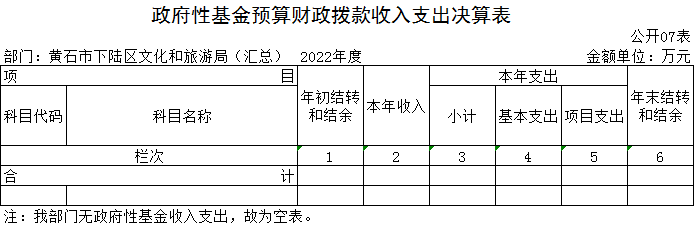 政府性基金预算财政拨款收入支出决算表
公开07表
部门：黄石市下陆区文化和旅游局（汇总） 2022年度 金额单位：万元
项 目 年初结转和结余 本年收入 本年支出 年末结转和结余
科目代码 科目名称 小计 基本支出 项目支出
栏次 1 2 3 4 5 6
合 计
注：我部门无政府性基金收入支出，故为空表。